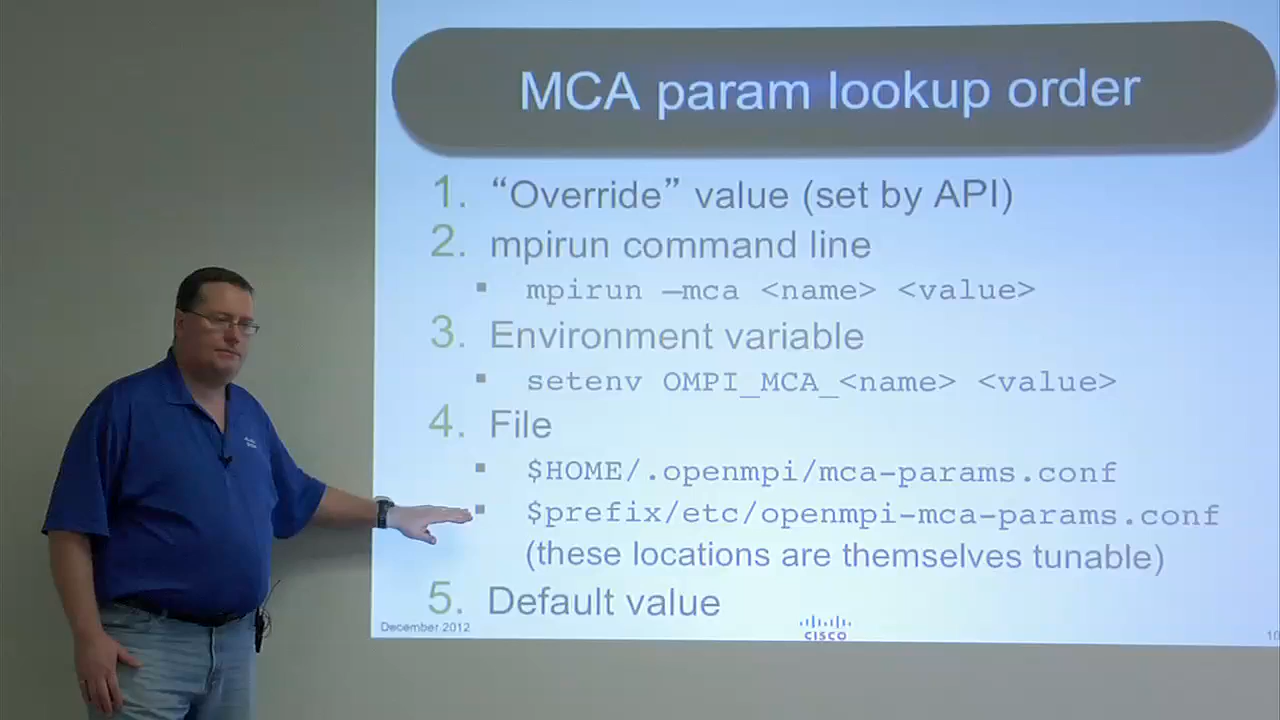 MCA param lookup order
1. “Override” value (set by API)
2. mpirun command line
▪ mpirun –mca <name> <value>
3. Environment variable
▪ setenv OMPI_MCA_<name> <value>
4. File
▪ $HOME/.openmpi/mca-params.conf
▪ $prefix/etc/openmpi-mca-params.conf
(these locations are themselves tunable)
5. Default value
December 2012
CISCO